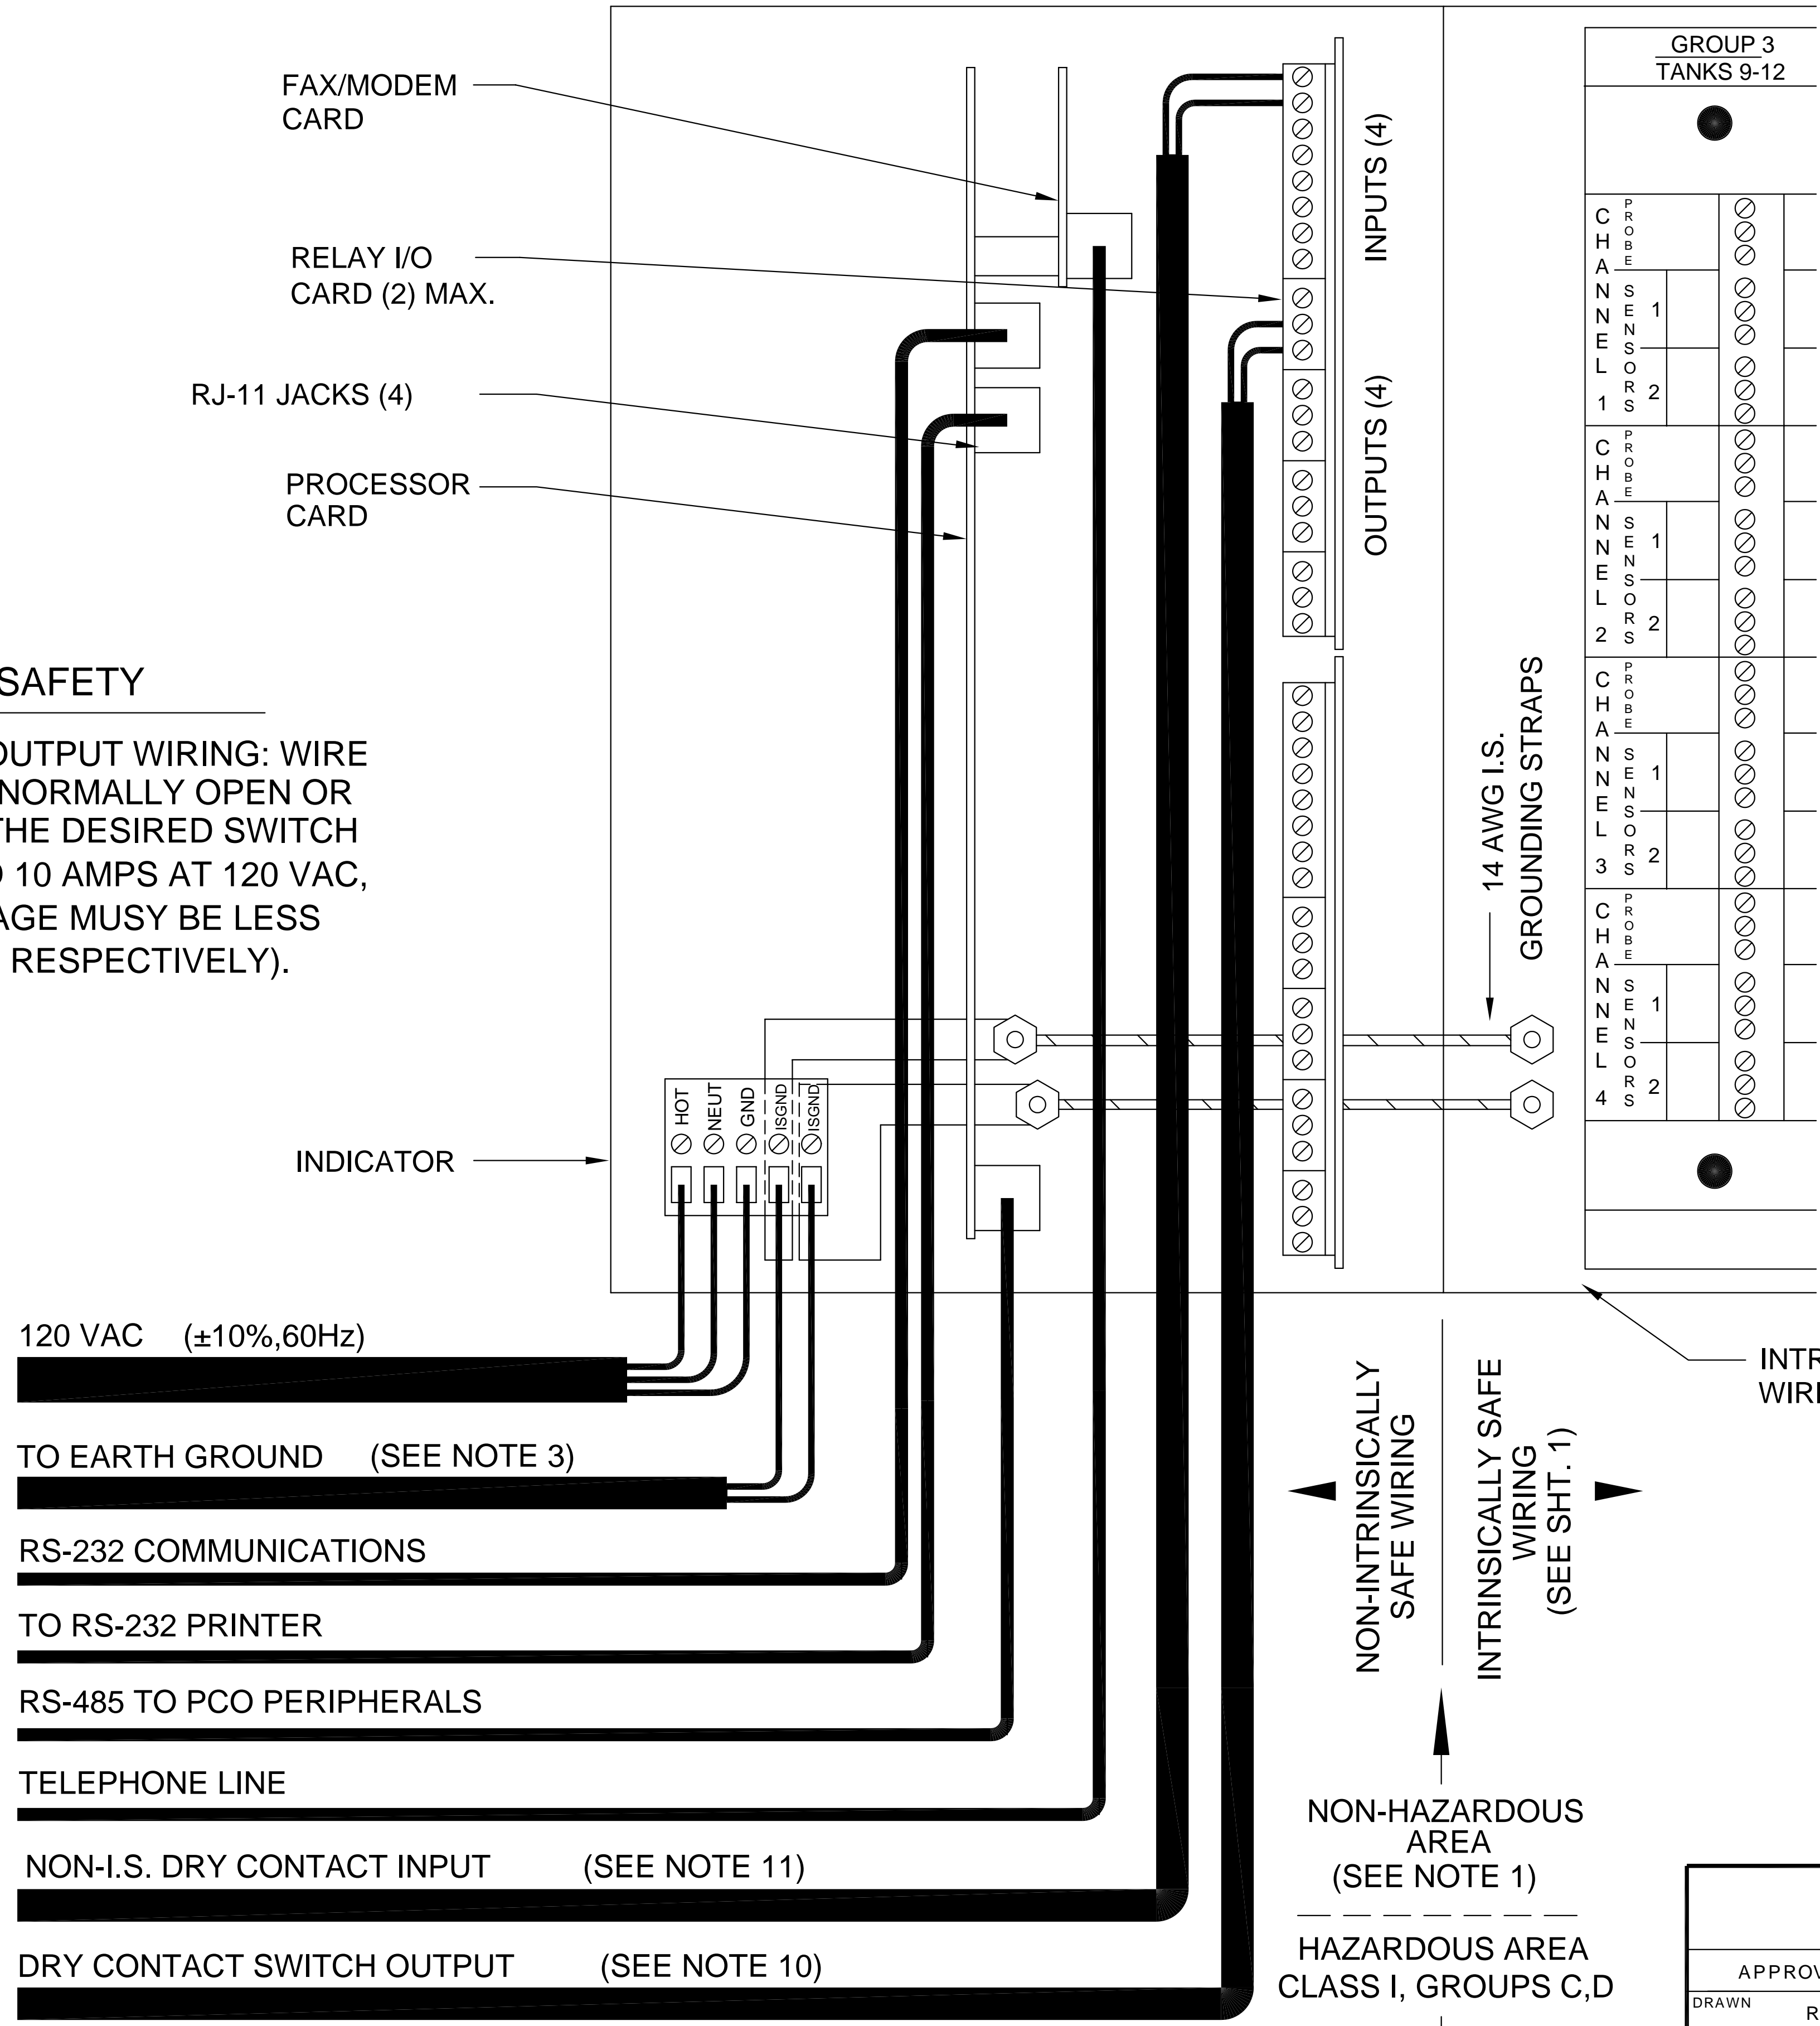 FAX/MODEM
CARD
RELAY I/O
CARD (2) MAX.
RJ-11 JACKS (4)
PROCESSOR
CARD
SAFETY
OUTPUT WIRING: WIRE
NORMALLY OPEN OR
THE DESIRED SWITCH
10 AMPS AT 120 VAC,
AGE MUSY BE LESS
RESPECTIVELY).
INDICATOR
HOT
NEUT
GND
ISGND
ISGND
INPUTS (4)
OUTPUTS (4)
14 AWG I.S.
GROUNDING STRAPS
GROUP 3
TANKS 9-12
CHANNEL 1
PROBE
SENSORS
1
2
CHANNEL 2
PROBE
SENSORS
1
2
CHANNEL 3
PROBE
SENSORS
1
2
CHANNEL 4
PROBE
SENSORS
1
2
120 VAC (±10%,60Hz)
TO EARTH GROUND (SEE NOTE 3)
RS-232 COMMUNICATIONS
TO RS-232 PRINTER
RS-485 TO PCO PERIPHERALS
TELEPHONE LINE
NON-I.S. DRY CONTACT INPUT (SEE NOTE 11)
DRY CONTACT SWITCH OUTPUT (SEE NOTE 10)
NON-INTRINSICALLY
SAFE WIRING
INTRINSICALLY SAFE
WIRING
(SEE SHT. 1)
INTR
WIR
NON-HAZARDOUS
AREA
(SEE NOTE 1)
HAZARDOUS AREA
CLASS I, GROUPS C,D
APPROV
DRAWN
R